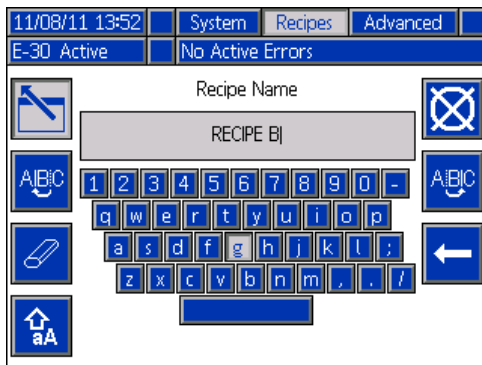 11/08/11 13:52 System Recipes Advanced
E-30 Active No Active Errors
Recipe Name
RECIPE B
ABC ABC
1 2 3 4 5 6 7 8 9 0 -
q w e r t y u i o p
a s d f g h j k l ;
z x c v b n m , . /
aA